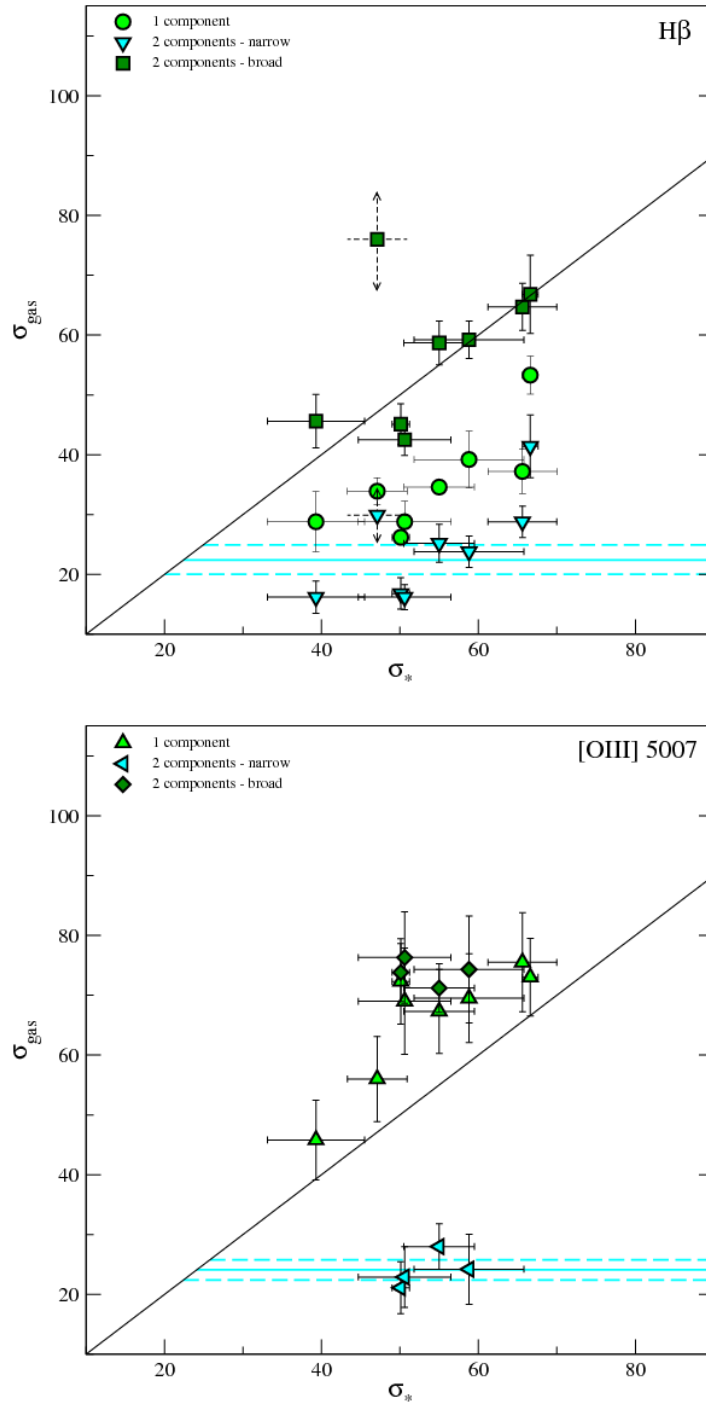 1 component
2 components - narrow
2 components - broad
Hβ
100
80
60
40
20
σgas
20 40 60 80
σ*
1 component
2 components - narrow
2 components - broad
[OIII] 5007
100
80
60
40
20
σgas
20 40 60 80
σ*